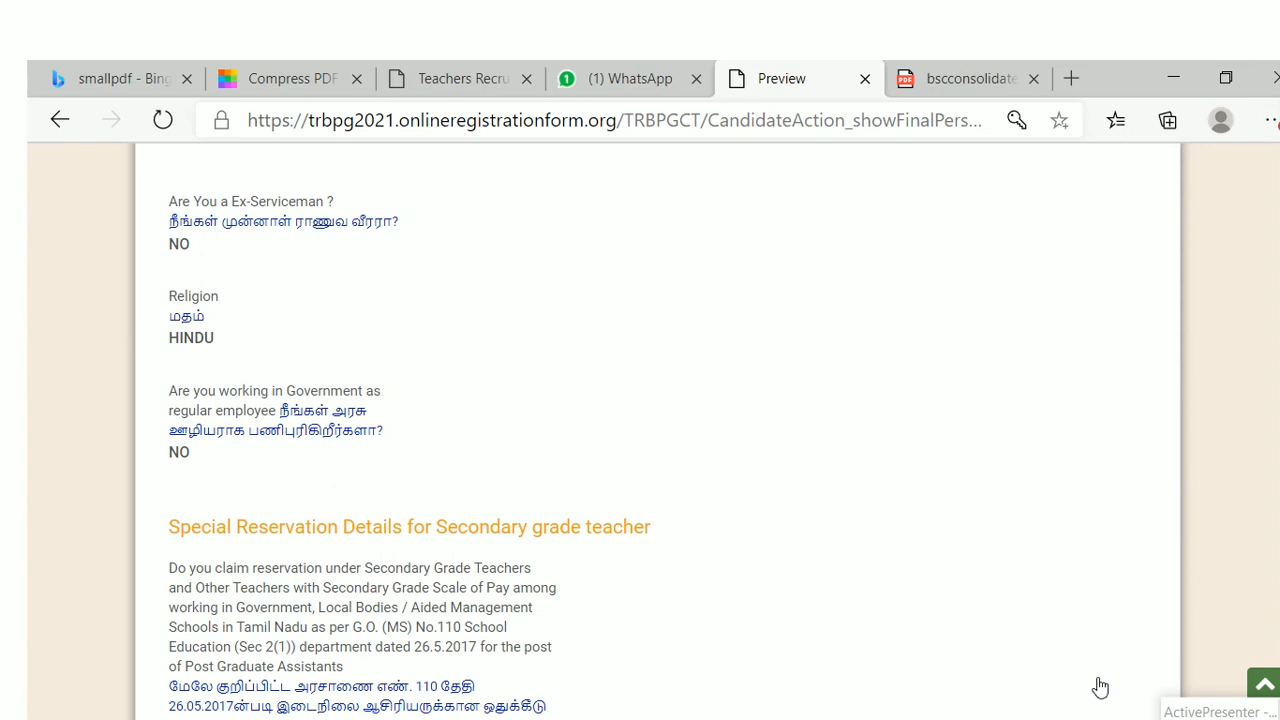 smallpdf - Bing
Compress PDF
Teachers Recru
(1) WhatsApp
Preview
bscconsolidate
https://trbpg2021.onlineregistrationform.org/TRBPGCT/CandidateAction_showFinalPers...
Are You a Ex-Serviceman ?
நீங்கள் முன்னாள் ராணுவ வீரரா?
NO
Religion
மதம்
HINDU
Are you working in Government as
regular employee நீங்கள் அரசு
ஊழியராக பணிபுரிகிறீர்களா?
NO
Special Reservation Details for Secondary grade teacher
Do you claim reservation under Secondary Grade Teachers
and Other Teachers with Secondary Grade Scale of Pay among
working in Government, Local Bodies / Aided Management
Schools in Tamil Nadu as per G.O. (MS) No.110 School
Education (Sec 2(1)) department dated 26.5.2017 for the post
of Post Graduate Assistants
மேலே குறிப்பிட்ட அரசாணை எண். 110 தேதி
26.05.2017ன்படி இடைநிலை ஆசிரியருக்கான ஒதுக்கீடு
ActivePresenter -...